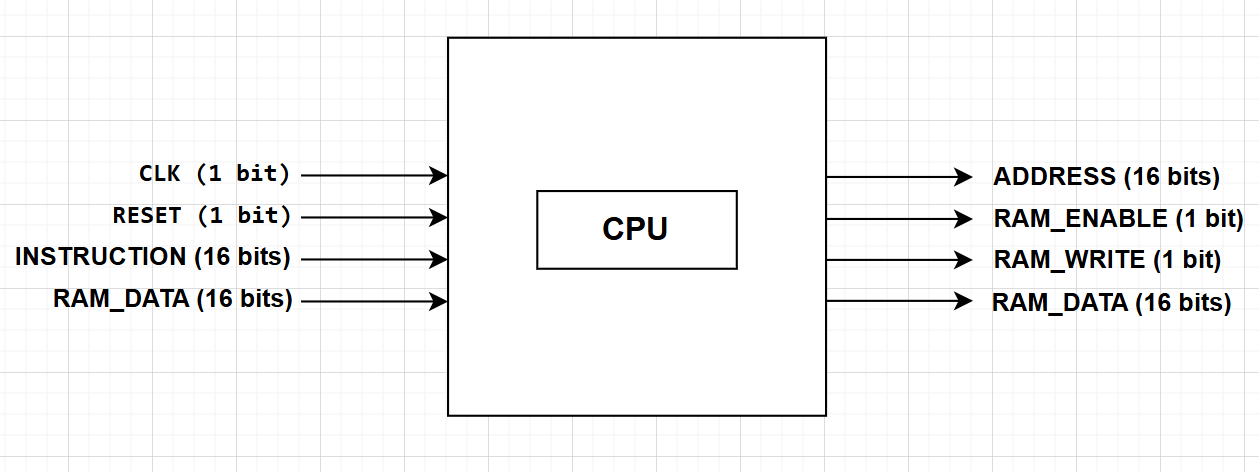 CLK (1 bit)
RESET (1 bit)
INSTRUCTION (16 bits)
RAM_DATA (16 bits)
CPU
ADDRESS (16 bits)
RAM_ENABLE (1 bit)
RAM_WRITE (1 bit)
RAM_DATA (16 bits)